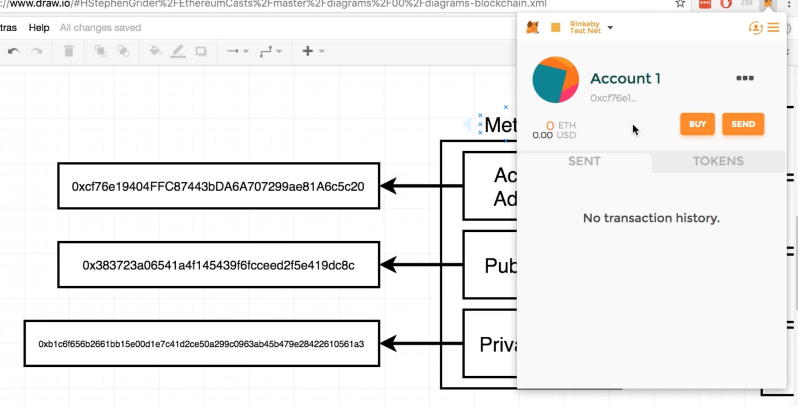 ://www.draw.io/#HStephenGrider%2FEthereumCasts%2Fmaster%2Fdiagrams%2F00%2Fdiagrams-blockchain.xml
tras Help All changes saved
Rinkeby
Test Net
Account 1
0xcf76e1...
0 ETH
0.00 USD
BUY
SEND
SENT
TOKENS
No transaction history.
Met
0xcf76e19404FFC87443bDA6A707299ae81A6c5c20
Ac
Ad
0x383723a06541a4f145439f6fcceed2f5e419dc8c
Pub
0xb1c6f656b2661bb15e00d1e7c41d2ce50a299c0963ab45b479e28422610561a3
Priva